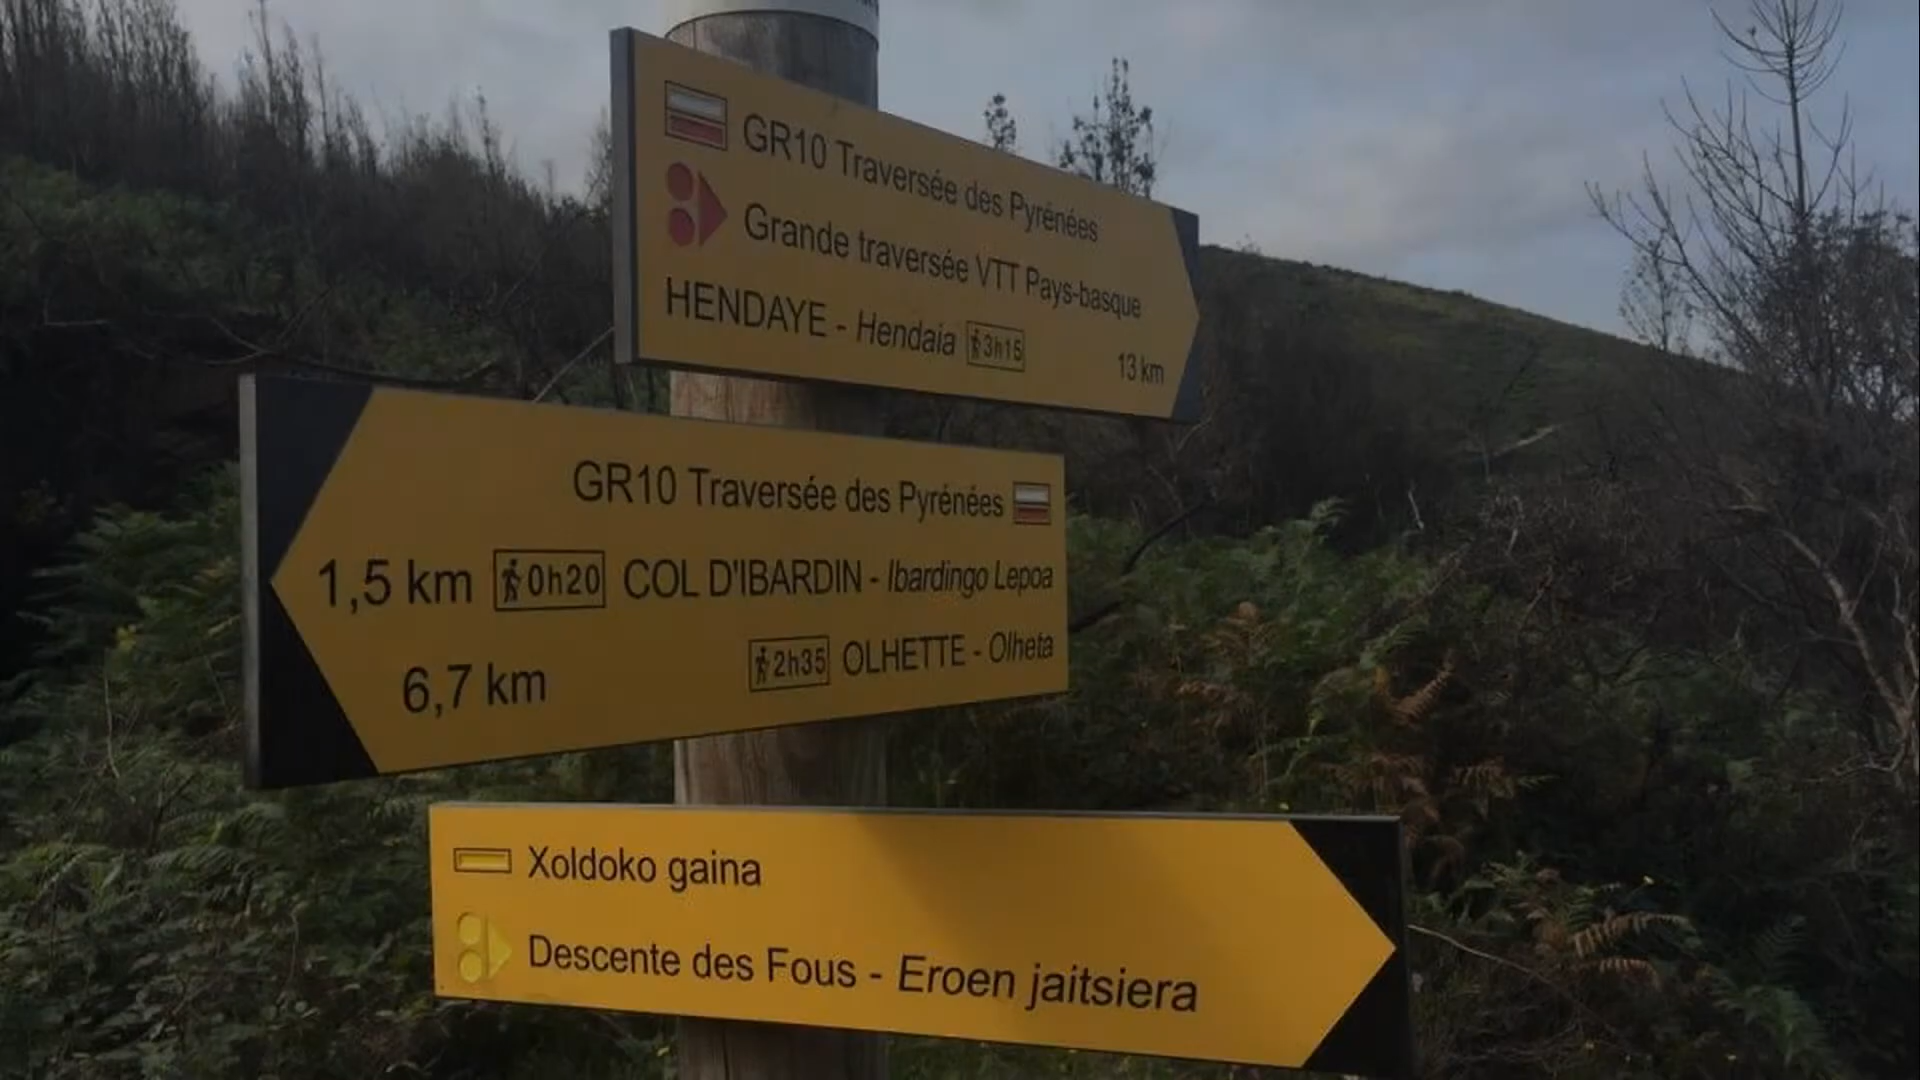 GR10 Traversée des Pyrénées
Grande traversée VTT Pays-basque
HENDAYE - Hendaia 3h15 13 km
GR10 Traversée des Pyrénées
1,5 km 0h20 COL D'IBARDIN - Ibardingo Lepoa
6,7 km 2h35 OLHETTE - Olheta
Xoldoko gaina
Descente des Fous - Eroen jaitsiera